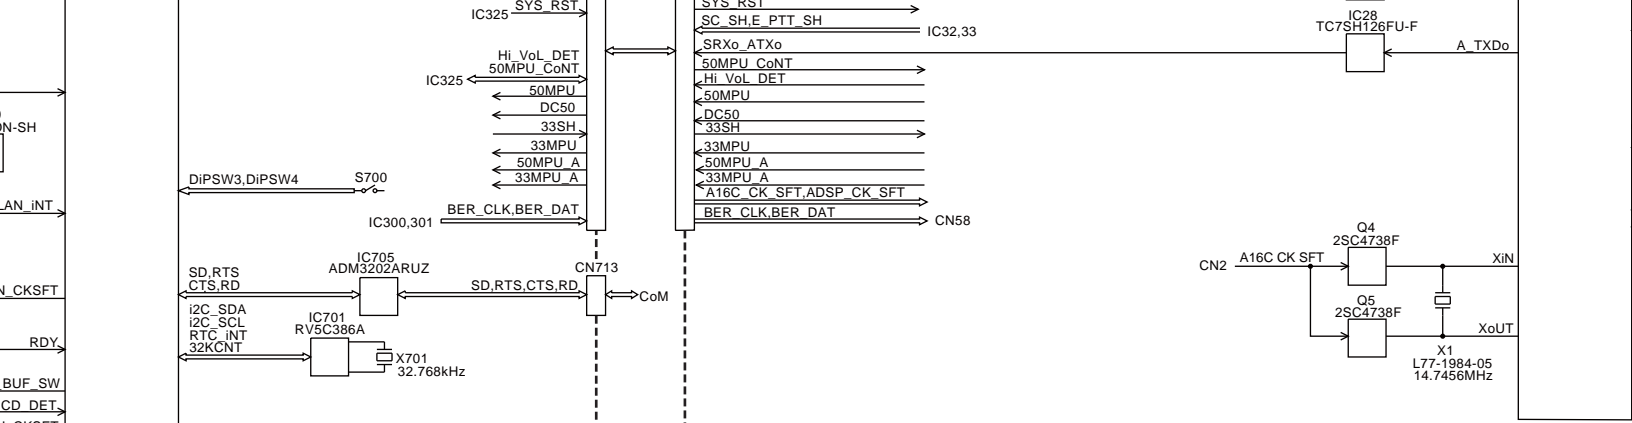 SYS_RST
IC325
Hi_VoL_DET
50MPU_CoNT
IC325
50MPU
DC50
33SH
33MPU
50MPU_A
33MPU_A
BER_CLK,BER_DAT
IC300,301
SYS_RST
SC_SH,E_PTT_SH
IC32,33
SRXo_ATXo
50MPU_CoNT
Hi_VoL_DET
50MPU
DC50
33SH
33MPU
50MPU_A
33MPU_A
A16C_CK_SFT,ADSP_CK_SFT
BER_CLK,BER_DAT
CN58
IC28
TC7SH126FU-F
A_TXDo
ON-SH
LAN_iNT
N_CKSFT
RDY
_BUF_SW
CD_DET
DiPSW3,DiPSW4
S700
IC705
ADM3202ARUZ
SD,RTS
CTS,RD
SD,RTS,CTS,RD
CN713
CoM
i2C_SDA
i2C_SCL
RTC_iNT
32KCNT
IC701
RV5C386A
X701
32.768kHz
CN2
A16C CK SFT
Q4
2SC4738F
XiN
Q5
2SC4738F
XoUT
X1
L77-1984-05
14.7456MHz